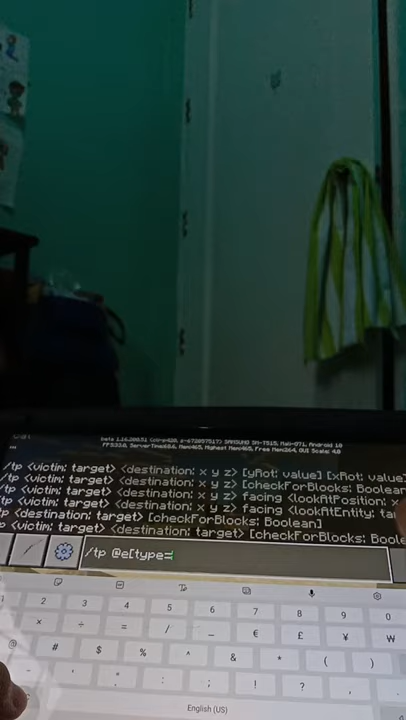 /tp <victim: target> <destination: x y z> [yRot: value] [xRot: value]
/tp <victim: target> <destination: x y z> [checkForBlocks: Boolean
/tp <victim: target> <destination: x y z> facing <lookAtPosition: x
/tp <victim: target> <destination: x y z> facing <lookAtEntity: ta
tp <destination: target> [checkForBlocks: Boolean]
p <victim: target> <destination: target> [checkForBlocks: Boole
/tp @e[type=
2 3 4 5 6 7 8 9 0
× ÷ = / _ € £ ¥ ₩
@ # $ % ^ & * ( )
- ' " : ; ! ? ,
English (US)